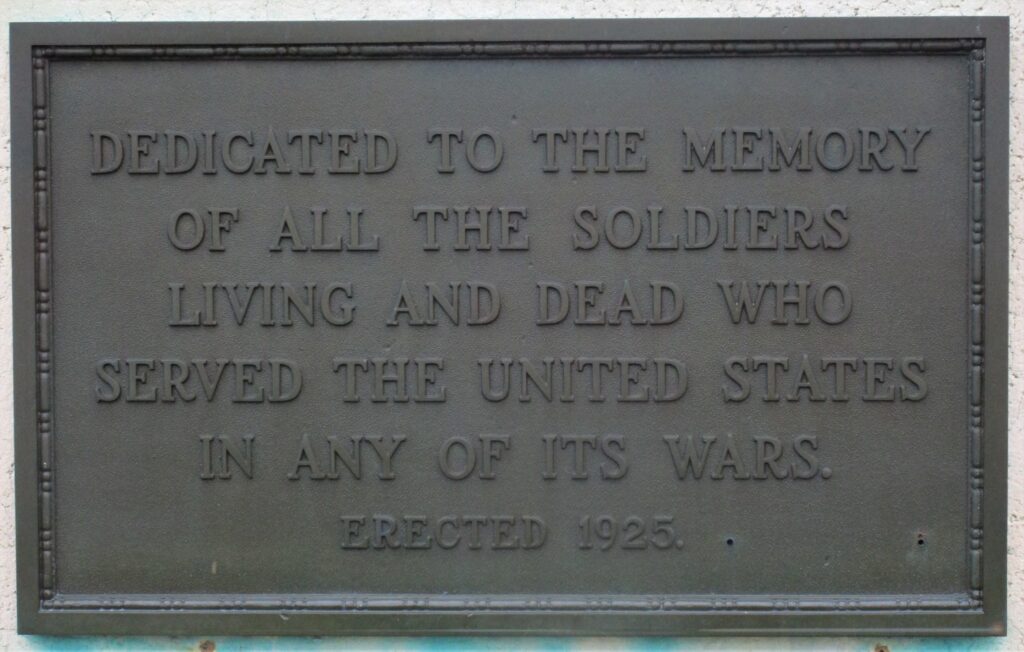 DEDICATED TO THE MEMORY
OF ALL THE SOLDIERS
LIVING AND DEAD WHO
SERVED THE UNITED STATES
IN ANY OF ITS WARS.
ERECTED 1925.